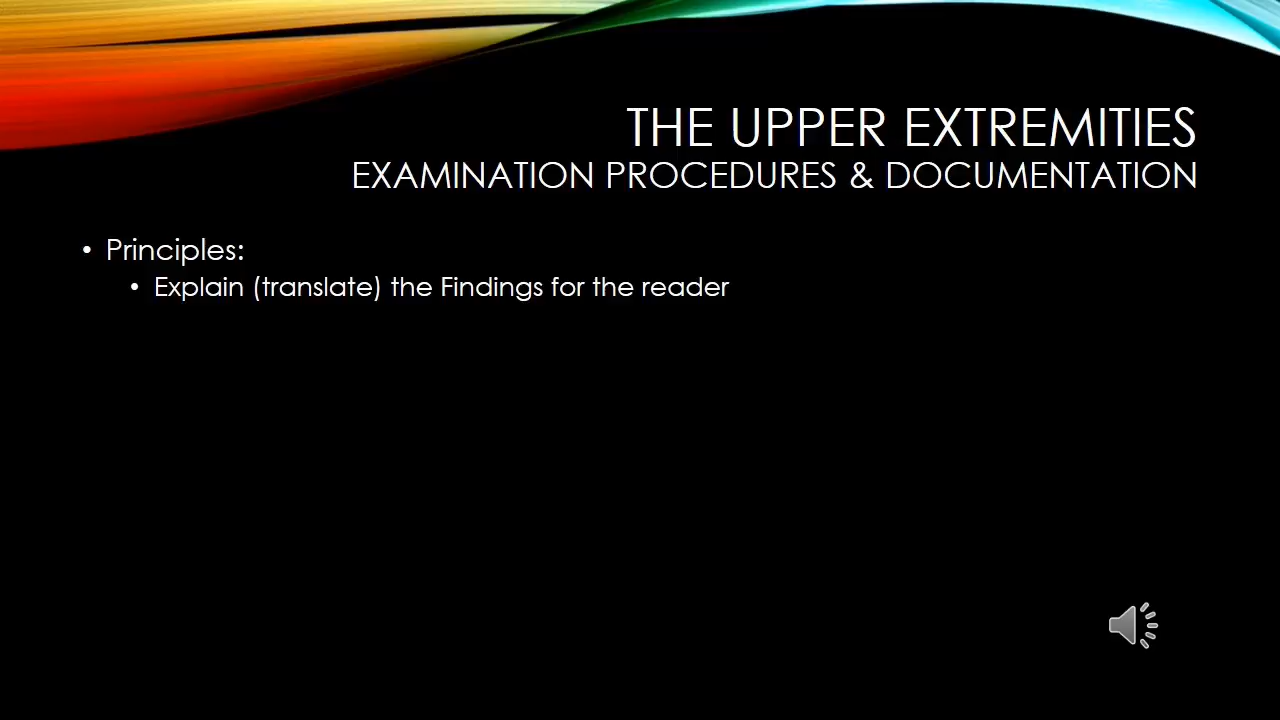 THE UPPER EXTREMITIES
EXAMINATION PROCEDURES & DOCUMENTATION
• Principles:
• Explain (translate) the Findings for the reader